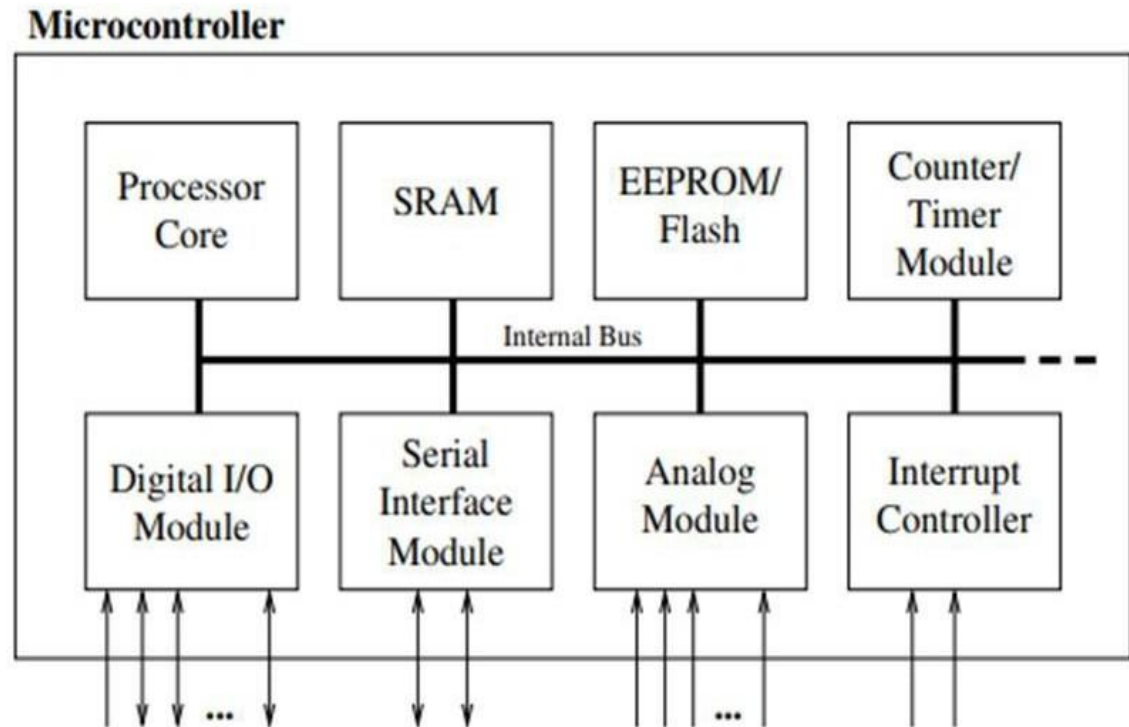 Microcontroller
Processor
Core
SRAM
EEPROM/
Flash
Counter/
Timer
Module
Internal Bus
Digital I/O
Module
Serial
Interface
Module
Analog
Module
Interrupt
Controller
...
...